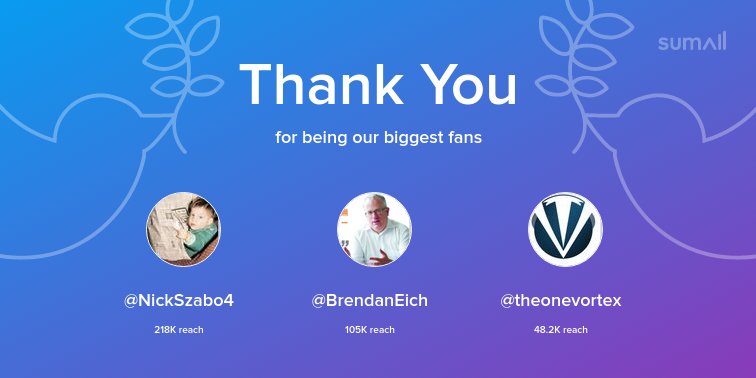 sumall
Thank You
for being our biggest fans
@NickSzabo4
@BrendanEich
@theonevortex
218K reach
105K reach
48.2K reach